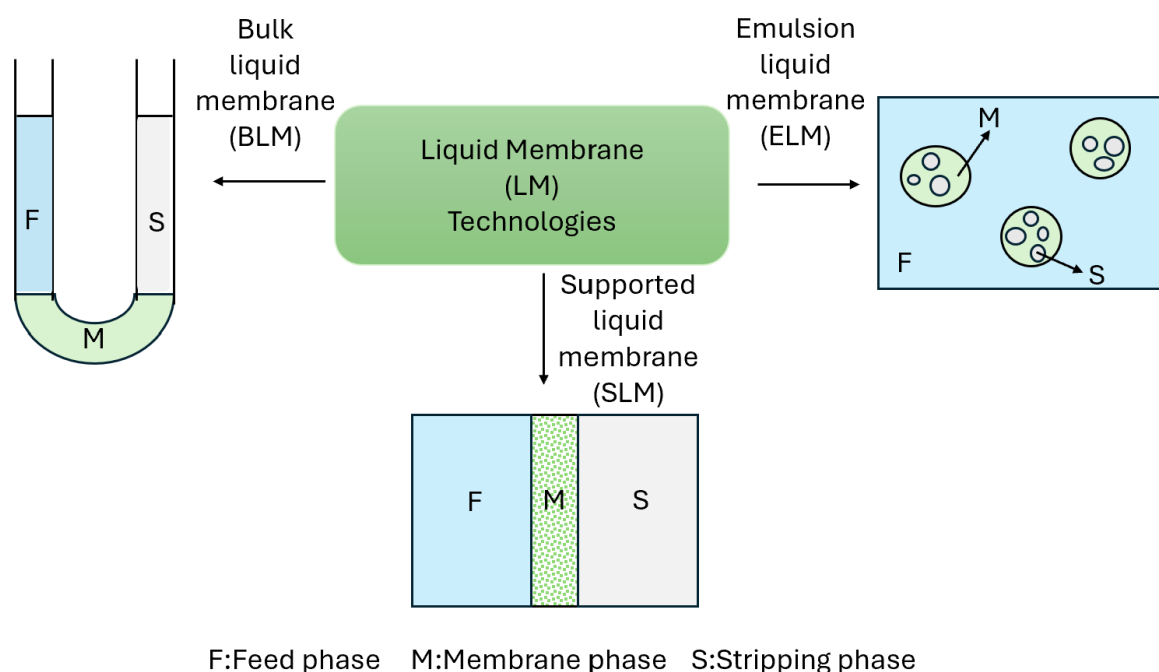 Bulk
liquid
membrane
(BLM)
Emulsion
liquid
membrane
(ELM)
Liquid Membrane
(LM)
Technologies
F
S
M
M
F
S
Supported
liquid
membrane
(SLM)
F
M
S
F:Feed phase M:Membrane phase S:Stripping phase